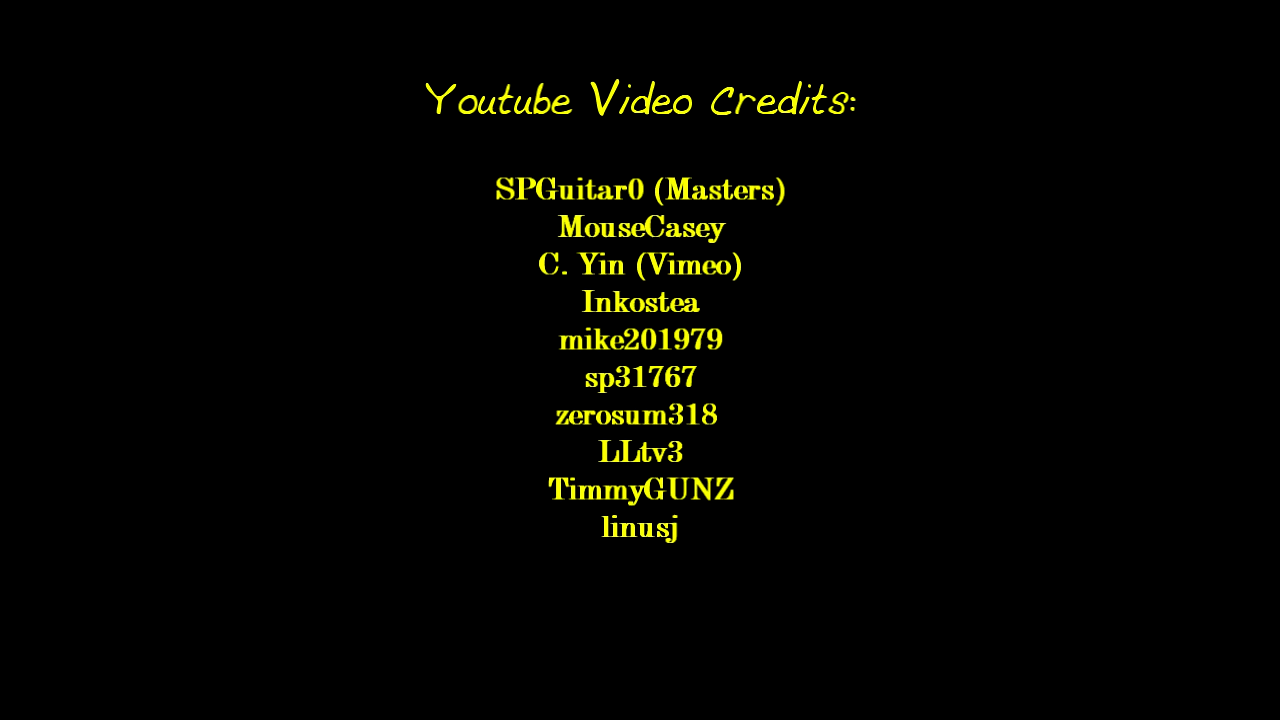 Youtube Video Credits:
SPGuitar0 (Masters)
MouseCasey
C. Yin (Vimeo)
Inkostea
mike201979
sp31767
zerosum318
LLtv3
TimmyGUNZ
linusj